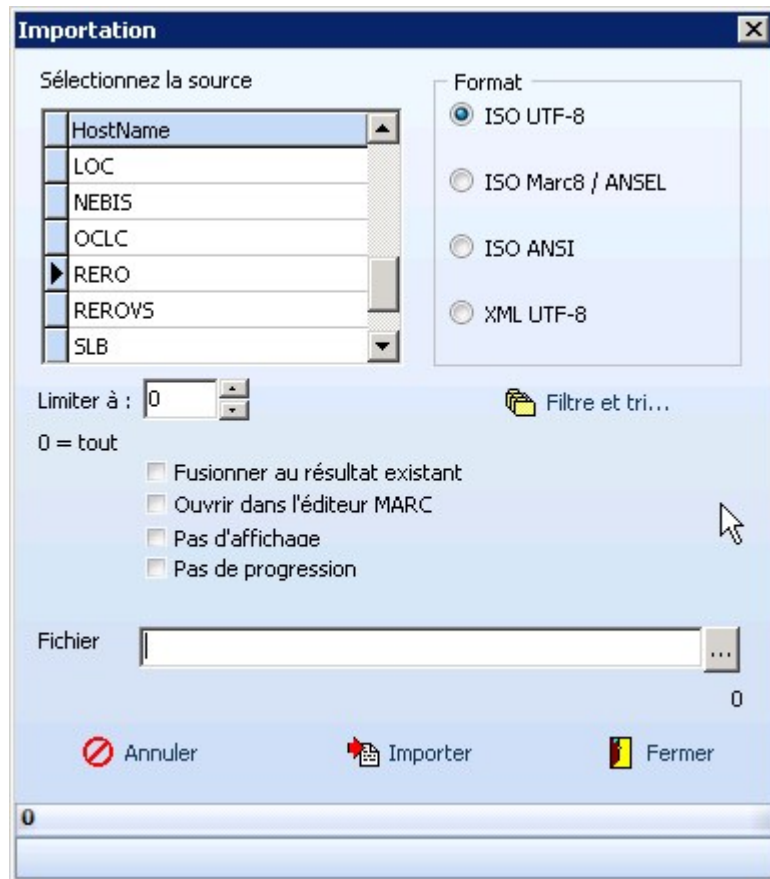 Importation
Sélectionnez la source
HostName
LOC
NEBIS
OCLC
RERO
REROVS
SLB
Format
ISO UTF-8
ISO Marc8 / ANSEL
ISO ANSI
XML UTF-8
Limiter à : 0
Filtre et tri...
0 = tout
Fusionner au résultat existant
Ouvrir dans l'éditeur MARC
Pas d'affichage
Pas de progression
Fichier
...
0
Annuler
Importer
Fermer
0